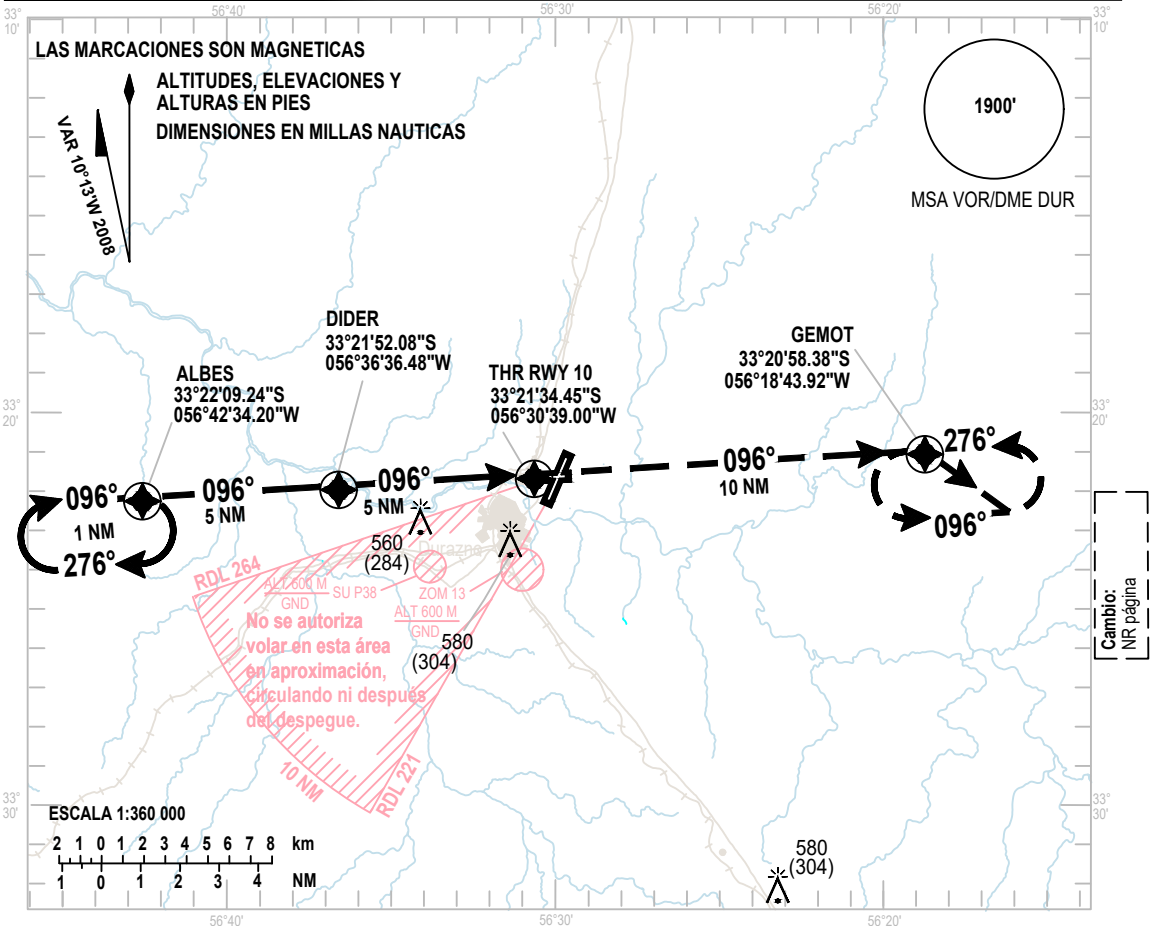 56°40'
56°30'
56°20'
33°
10'
33°
10'
LAS MARCACIONES SON MAGNETICAS
ALTITUDES, ELEVACIONES Y
ALTURAS EN PIES
DIMENSIONES EN MILLAS NAUTICAS
VAR 10°13'W 2008
1900'
MSA VOR/DME DUR
DIDER
33°21'52.08"S
056°36'36.48"W
GEMOT
33°20'58.38"S
056°18'43.92"W
ALBES
33°22'09.24"S
056°42'34.20"W
THR RWY 10
33°21'34.45"S
056°30'39.00"W
33°
20'
33°
20'
096°
1 NM
276°
096°
5 NM
096°
5 NM
096°
10 NM
276°
096°
560
(284)
Durazno
RDL 264
ALT 600 M
GND
SU P38
ZOM 13
ALT 600 M
GND
No se autoriza
volar en esta área
en aproximación,
circulando ni después
del despegue.
580
(304)
10 NM
RDL 221
Cambio:
NR página
33°
30'
33°
30'
ESCALA 1:360 000
2 1 0 1 2 3 4 5 6 7 8 km
1 0 1 2 3 4 NM
580
(304)
56°40'
56°30'
56°20'